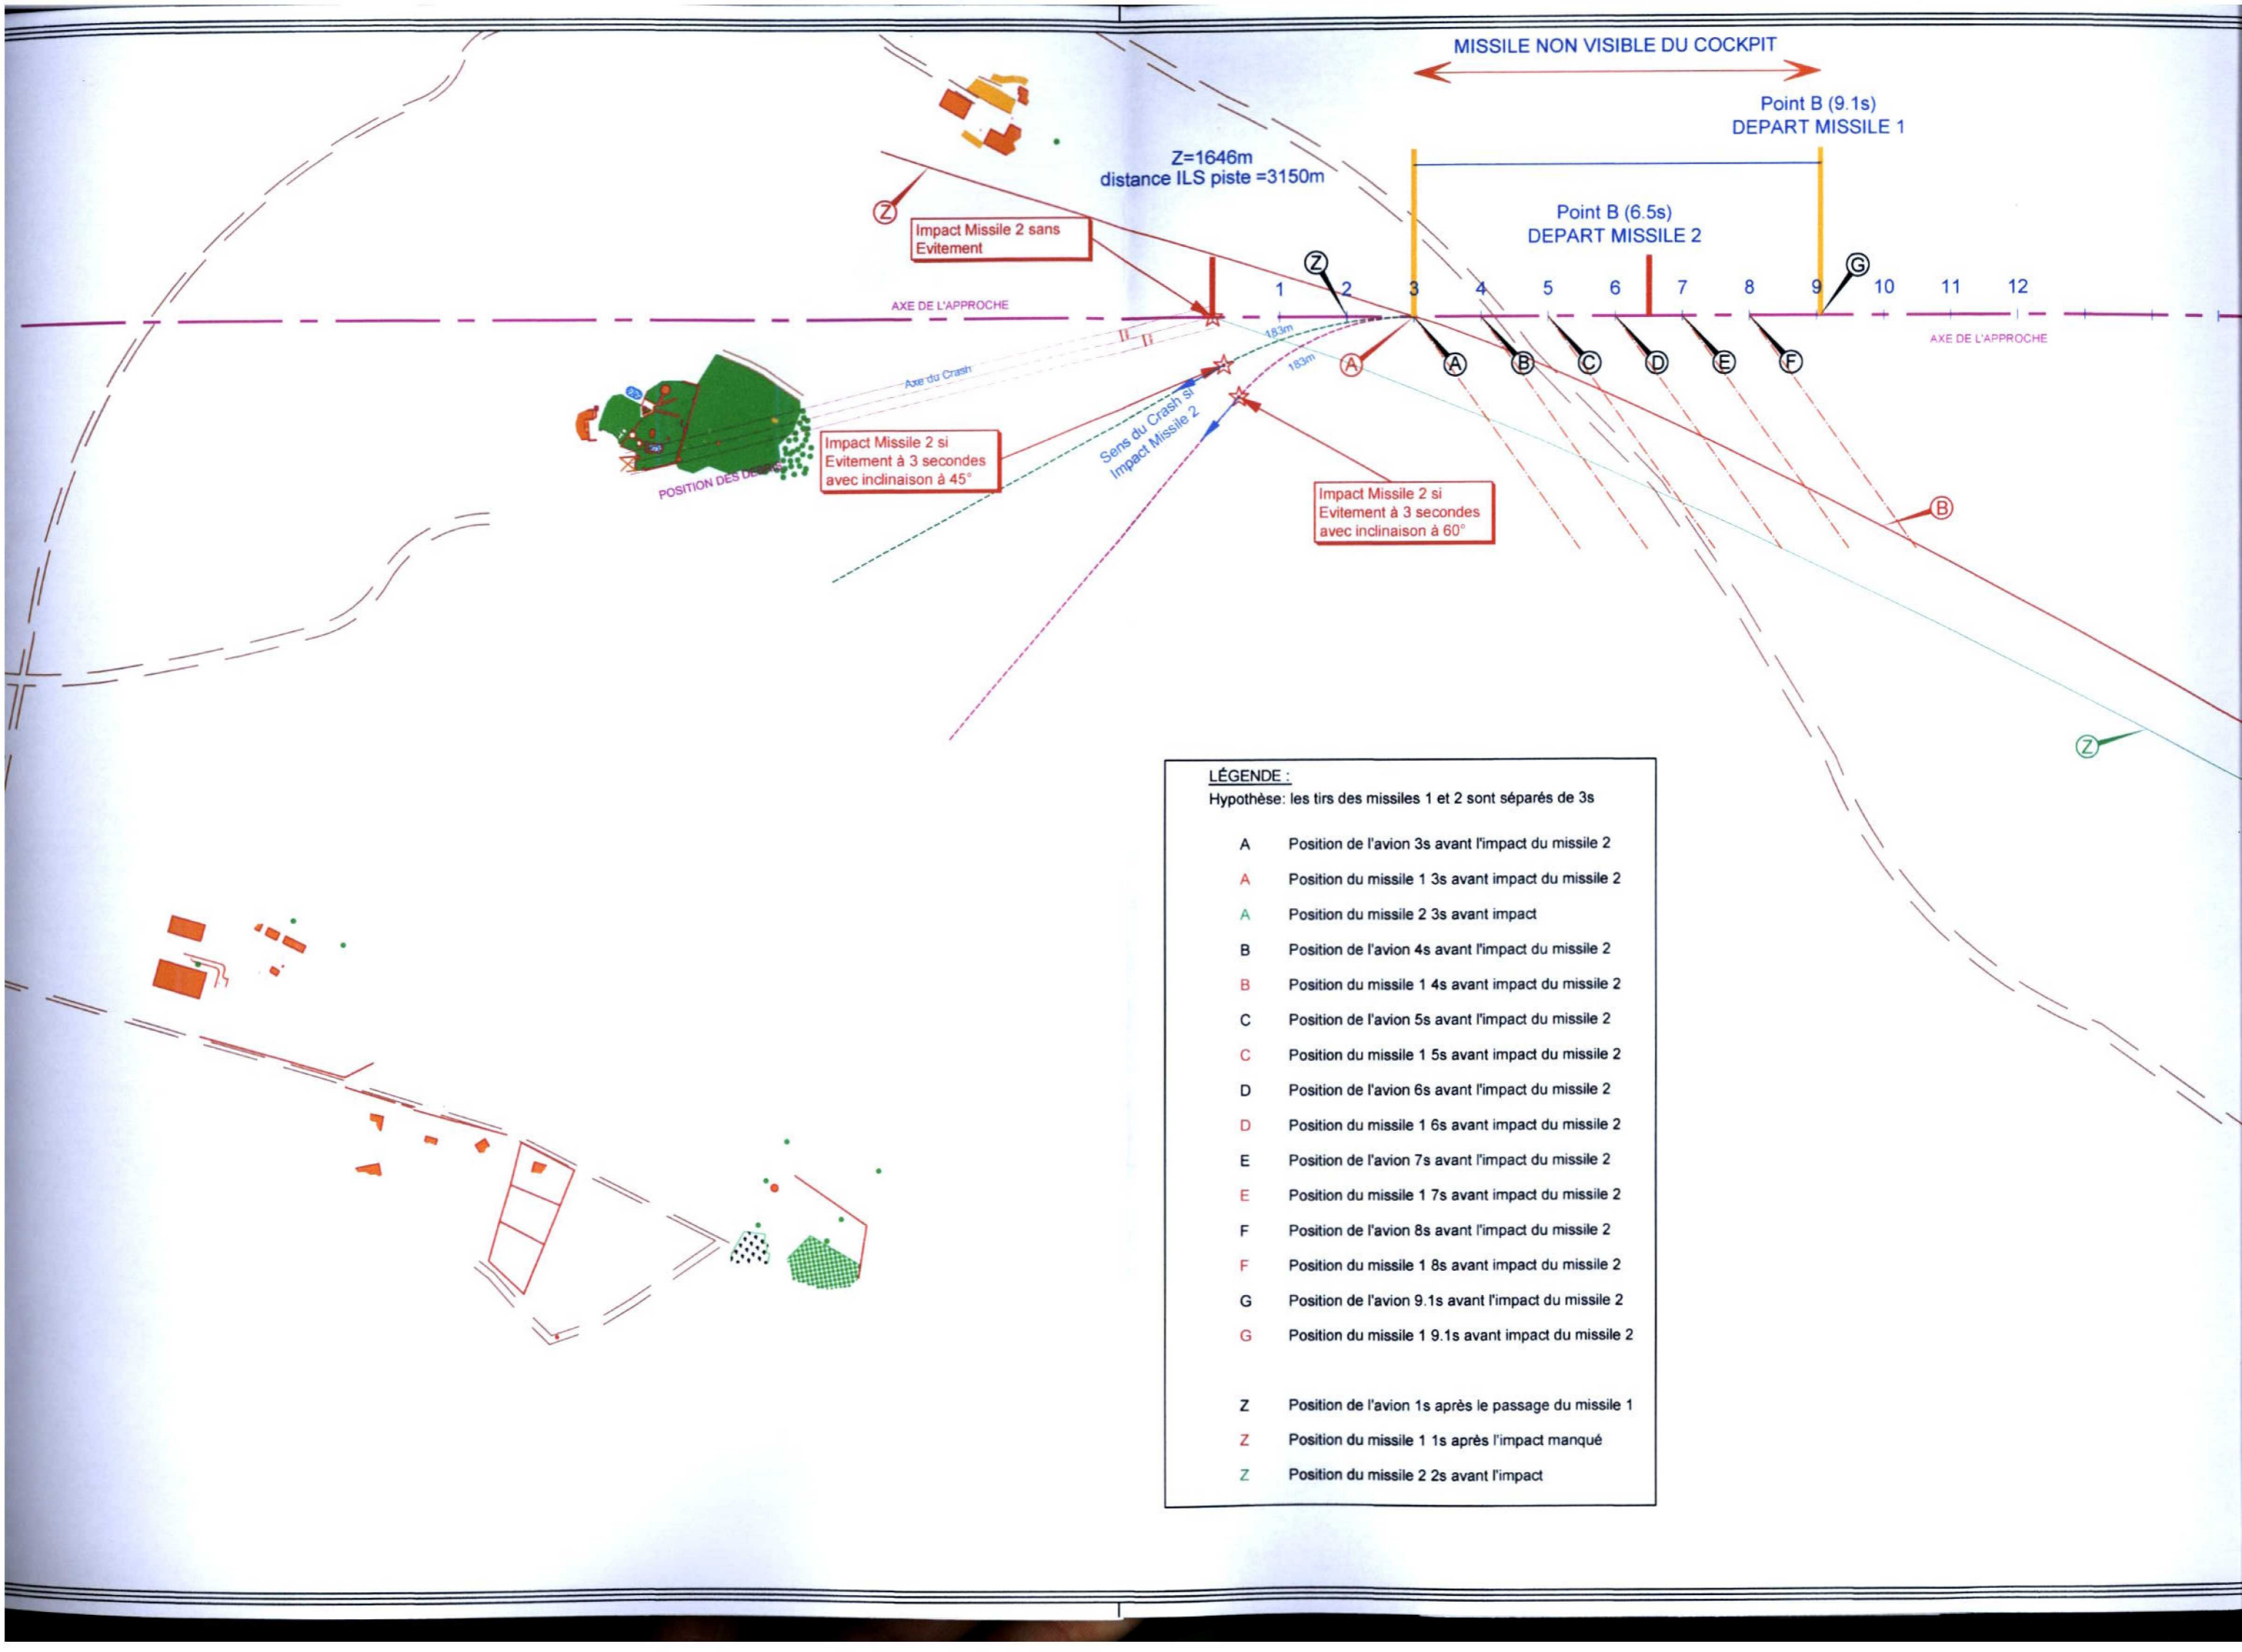 MISSILE NON VISIBLE DU COCKPIT
Point B (9.1s)
DEPART MISSILE 1
Z=1646m
distance ILS piste =3150m
Z
Impact Missile 2 sans
Evitement
Point B (6.5s)
DEPART MISSILE 2
Z
G
1
2
3
4
5
6
7
8
9
10
11
12
AXE DE L'APPROCHE
AXE DE L'APPROCHE
183m
183m
A
A
B
C
D
E
F
Axe du Crash
Sens du Crash si
Impact Missile 2
POSITION DES DEBRIS
Impact Missile 2 si
Evitement à 3 secondes
avec inclinaison à 45°
Impact Missile 2 si
Evitement à 3 secondes
avec inclinaison à 60°
B
Z
LÉGENDE :
Hypothèse: les tirs des missiles 1 et 2 sont séparés de 3s
A Position de l'avion 3s avant l'impact du missile 2
A Position du missile 1 3s avant impact du missile 2
A Position du missile 2 3s avant impact
B Position de l'avion 4s avant l'impact du missile 2
B Position du missile 1 4s avant impact du missile 2
C Position de l'avion 5s avant l'impact du missile 2
C Position du missile 1 5s avant impact du missile 2
D Position de l'avion 6s avant l'impact du missile 2
D Position du missile 1 6s avant impact du missile 2
E Position de l'avion 7s avant l'impact du missile 2
E Position du missile 1 7s avant impact du missile 2
F Position de l'avion 8s avant l'impact du missile 2
F Position du missile 1 8s avant impact du missile 2
G Position de l'avion 9.1s avant l'impact du missile 2
G Position du missile 1 9.1s avant impact du missile 2
Z Position de l'avion 1s après le passage du missile 1
Z Position du missile 1 1s après l'impact manqué
Z Position du missile 2 2s avant l'impact